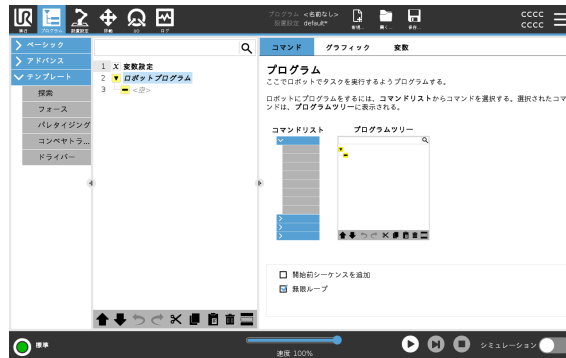 UR
実行
プログラム
設置設定
移動
I/O
ログ
プログラム <名前なし>
設置設定 default*
新規...
開く...
保存...
CCCC
CCCC
ベーシック
アドバンス
テンプレート
探索
フォース
パレタイジング
コンベヤトラ...
ドライバー
1 X 変数設定
2 ロボットプログラム
3 <空>
コマンド グラフィック 変数
プログラム
ここでロボットでタスクを実行するようプログラムする。
ロボットにプログラムをするには、コマンドリストからコマンドを選択する。選択されたコマ
ンドは、プログラムツリーに表示される。
コマンドリスト プログラムツリー
開始前シーケンスを追加
無限ループ
標準
速度 100%
シミュレーション